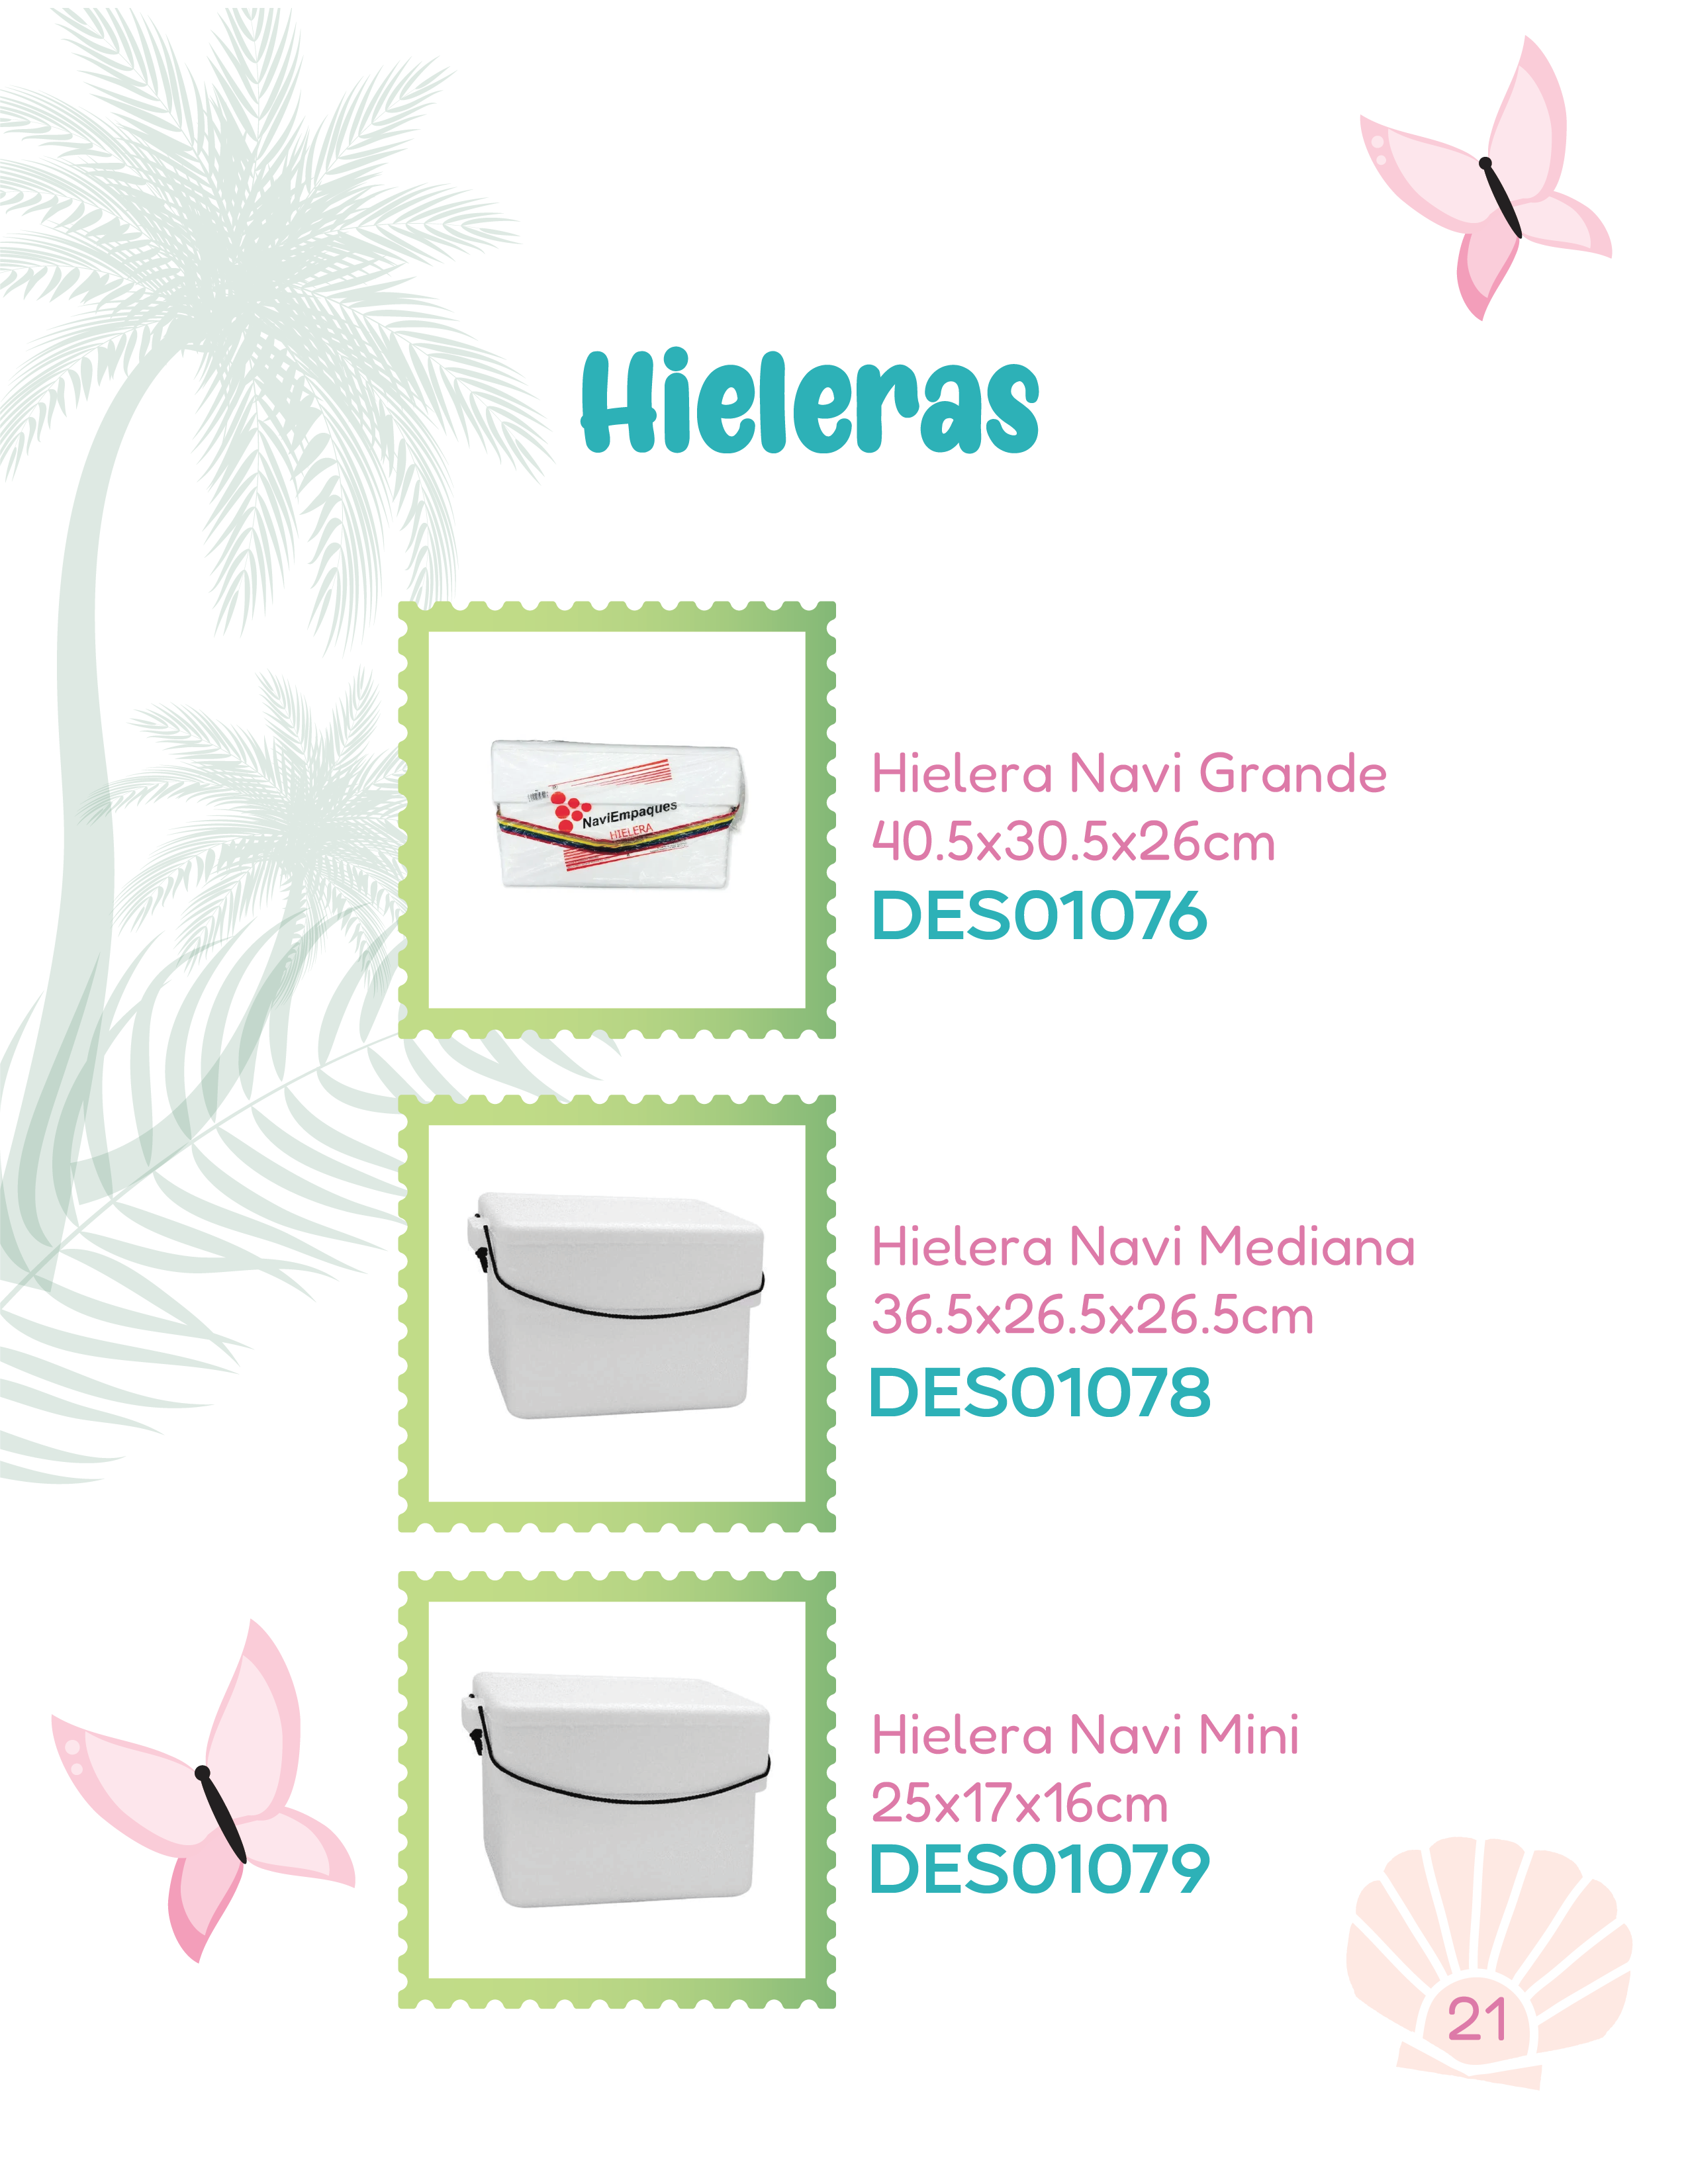 Hieleras
NaviEmpaques
HIELERA
Hielera Navi Grande
40.5x30.5x26cm
DES01076
Hielera Navi Mediana
36.5x26.5x26.5cm
DES01078
Hielera Navi Mini
25x17x16cm
DES01079
21